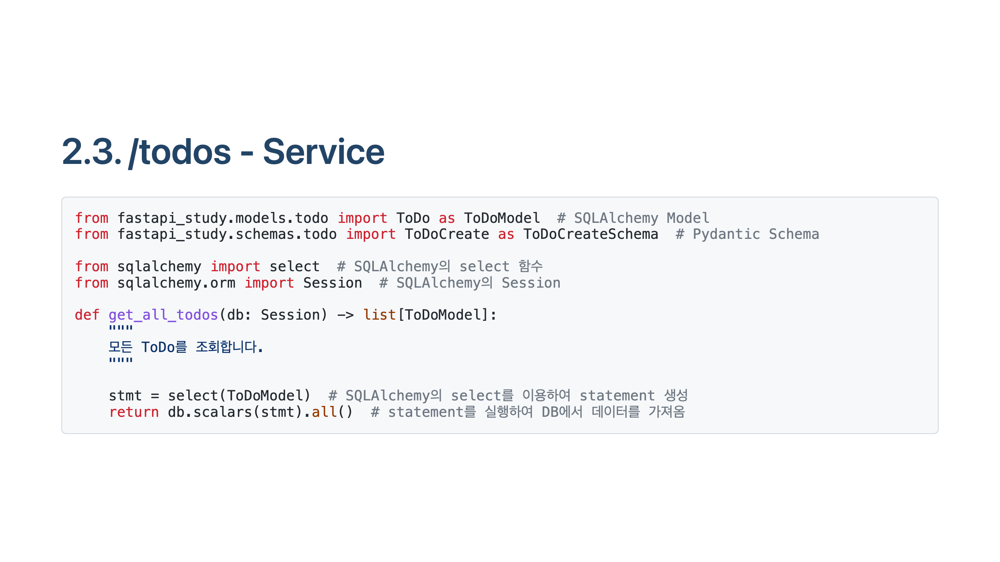 2.3. /todos - Service
from fastapi_study.models.todo import ToDo as ToDoModel  # SQLAlchemy Model
from fastapi_study.schemas.todo import ToDoCreate as ToDoCreateSchema  # Pydantic Schema
from sqlalchemy import select  # SQLAlchemy의 select 함수
from sqlalchemy.orm import Session  # SQLAlchemy의 Session
def get_all_todos(db: Session) -> list[ToDoModel]:
    """
    모든 ToDo를 조회합니다.
    """
    stmt = select(ToDoModel)  # SQLAlchemy의 select를 이용하여 statement 생성
    return db.scalars(stmt).all()  # statement를 실행하여 DB에서 데이터를 가져옴